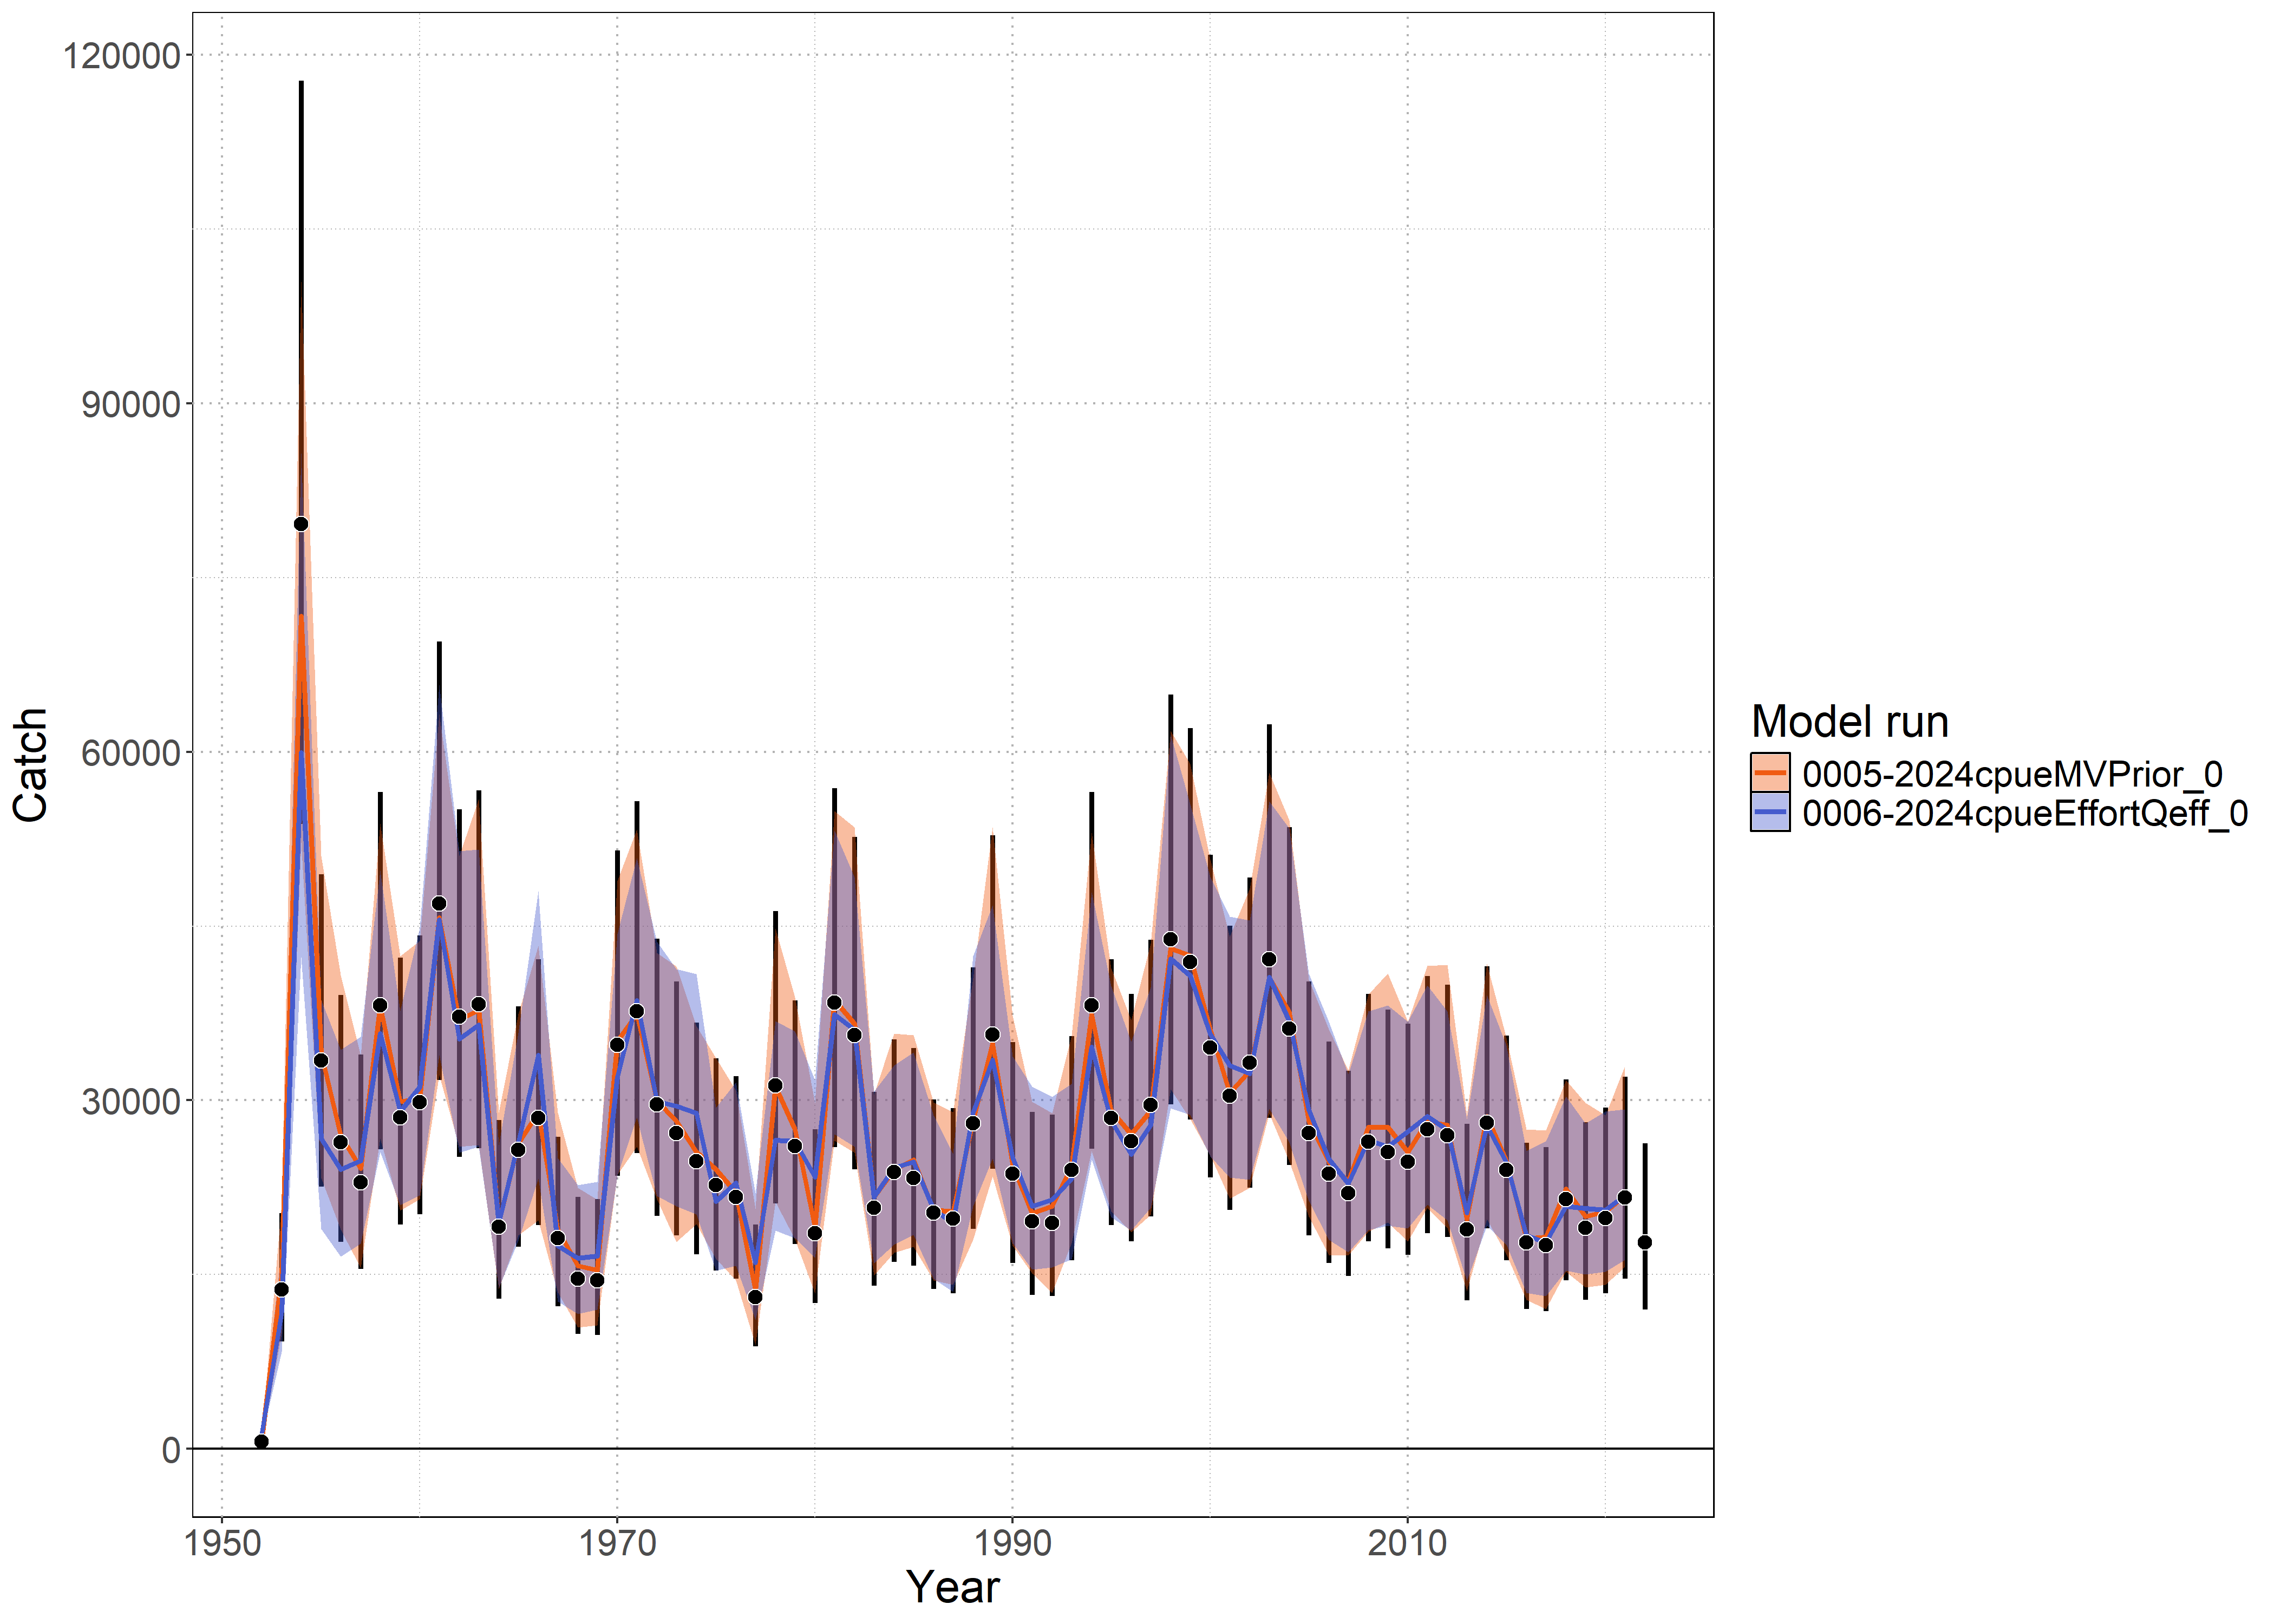 120000
90000
60000
30000
0
Catch
1950
1970
1990
2010
Year
Model run
0005-2024cpueMVPrior_0
0006-2024cpueEffortQeff_0